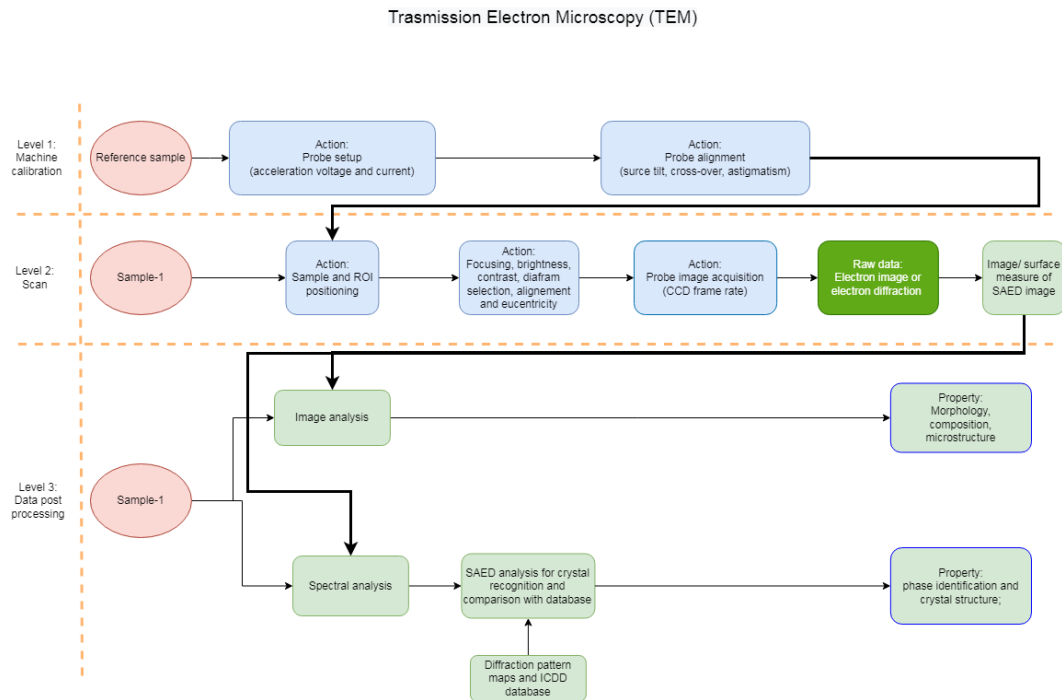 Trasmission Electron Microscopy (TEM)
Level 1:
Machine
calibration
Reference sample
Action:
Probe setup
(acceleration voltage and current)
Action:
Probe alignment
(surce tilt, cross-over, astigmatism)
Level 2:
Scan
Sample-1
Action:
Sample and ROI
positioning
Action:
Focusing, brightness,
contrast, diafram
selection, alignement
and eucentricity
Action:
Probe image acquisition
(CCD frame rate)
Raw data:
Electron image or
electron diffraction
Image/ surface
measure of
SAED image
Level 3:
Data post
processing
Sample-1
Image analysis
Property:
Morphology,
composition,
microstructure
Spectral analysis
SAED analysis for crystal
recognition and
comparison with database
Property:
phase identification and
crystal structure;
Diffraction pattern
maps and ICDD
database